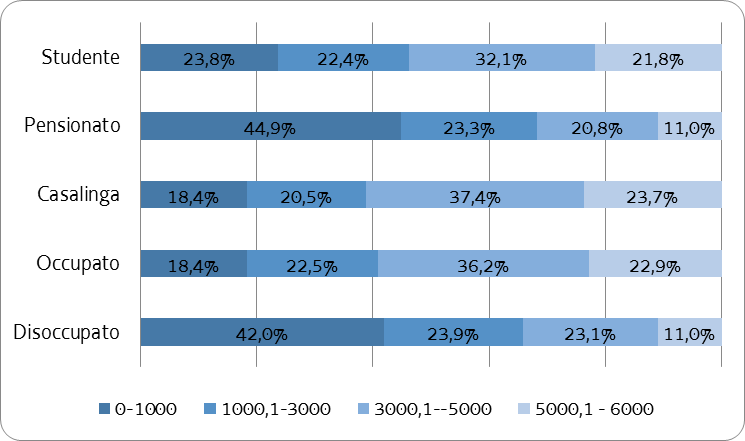 Studente 23,8% 22,4% 32,1% 21,8%
Pensionato 44,9% 23,3% 20,8% 11,0%
Casalinga 18,4% 20,5% 37,4% 23,7%
Occupato 18,4% 22,5% 36,2% 22,9%
Disoccupato 42,0% 23,9% 23,1% 11,0%
0-1000 1000,1-3000 3000,1--5000 5000,1 - 6000